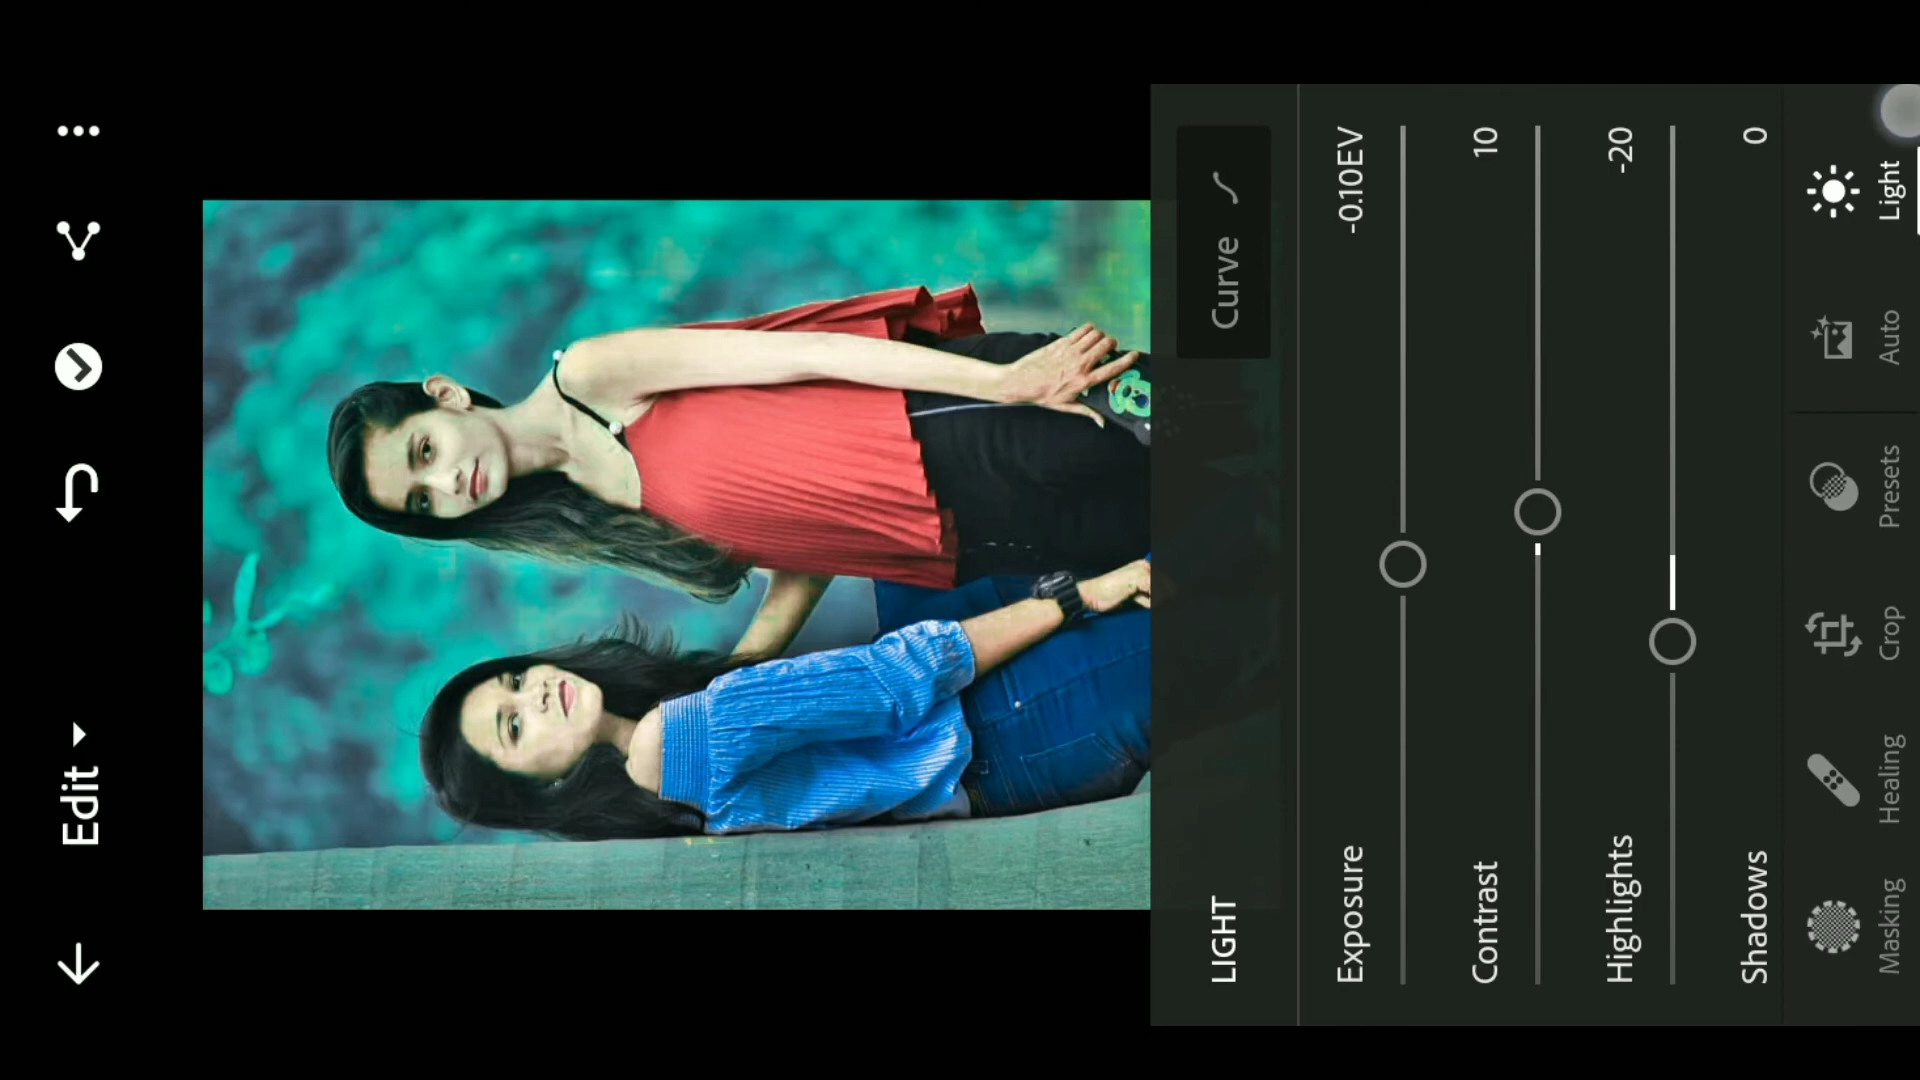 Edit
LIGHT
Curve
Exposure
-0.10EV
Contrast
10
Highlights
-20
Shadows
0
Masking
Healing
Crop
Presets
Auto
Light